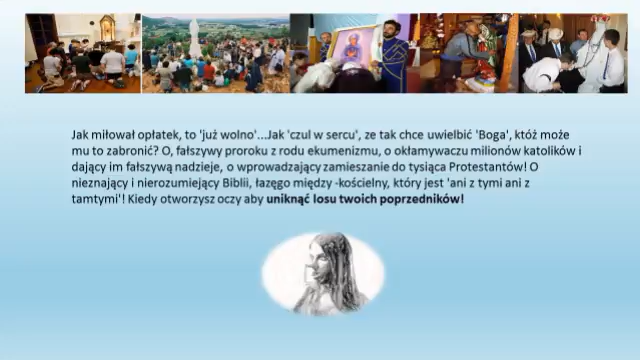 Jak miłował opłatek, to 'już wolno'...Jak 'czul w sercu', ze tak chce uwielbić 'Boga', któż może
mu to zabronić? O, fałszywy proroku z rodu ekumenizmu, o okłamywaczu milionów katolików i
dający im fałszywą nadzieje, o wprowadzający zamieszanie do tysiąca Protestantów! O
nieznający i nierozumiejący Biblii, łazęgo między -kościelny, który jest 'ani z tymi ani z
tamtymi'! Kiedy otworzysz oczy aby uniknąć losu twoich poprzedników!